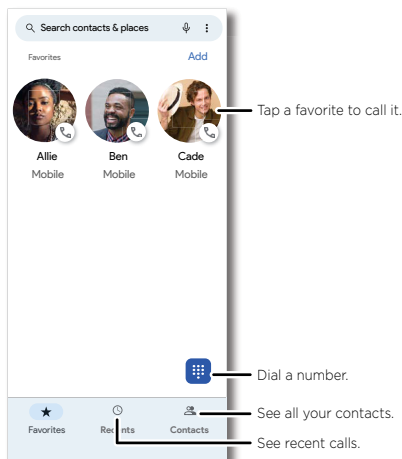 Search contacts & places
Favorites
Add
Tap a favorite to call it.
Allie
Ben
Cade
Mobile
Mobile
Mobile
Dial a number.
See all your contacts.
Favorites
Recents
Contacts
See recent calls.